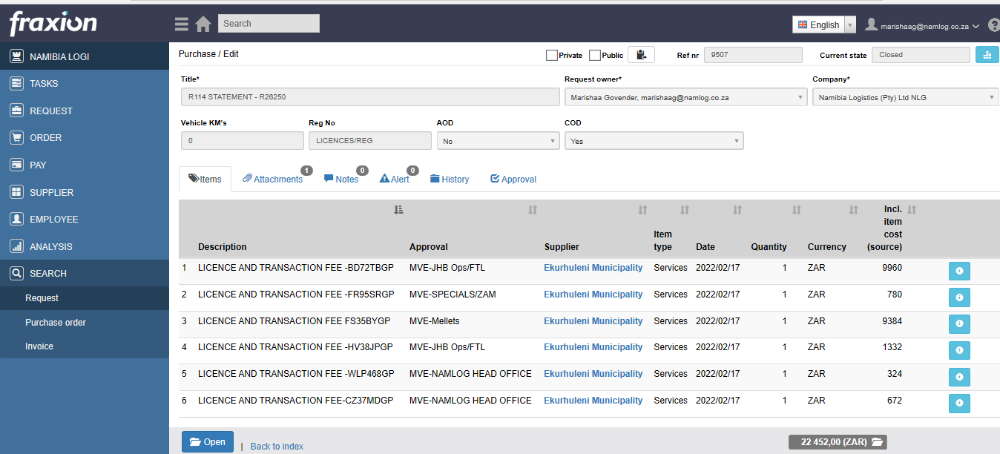 fraxion
Search
English
marishaag@namlog.co.za
?
NAMIBIA LOGI
TASKS
REQUEST
ORDER
PAY
SUPPLIER
EMPLOYEE
ANALYSIS
SEARCH
Request
Purchase order
Invoice
Purchase / Edit
Private
Public
Ref nr
9507
Current state
Closed
Title*
Request owner*
Company*
R114 STATEMENT - R26250
Marishaa Govender, marishaag@namlog.co.za
Namibia Logistics (Pty) Ltd NLG
Vehicle KM's
Reg No
AOD
COD
0
LICENCES/REG
No
Yes
Items
Attachments 1
Notes 0
Alert 0
History
Approval
Description Approval Supplier Item type Date Quantity Currency Incl. item cost (source)
1 LICENCE AND TRANSACTION FEE -BD72TBGP MVE-JHB Ops/FTL Ekurhuleni Municipality Services 2022/02/17 1 ZAR 9960
2 LICENCE AND TRANSACTION FEE -FR95SRGP MVE-SPECIALS/ZAM Ekurhuleni Municipality Services 2022/02/17 1 ZAR 780
3 LICENCE AND TRANSACTION FEE FS35BYGP MVE-Mellets Ekurhuleni Municipality Services 2022/02/17 1 ZAR 9384
4 LICENCE AND TRANSACTION FEE -HV38JPGP MVE-JHB Ops/FTL Ekurhuleni Municipality Services 2022/02/17 1 ZAR 1332
5 LICENCE AND TRANSACTION FEE -WLP468GP MVE-NAMLOG HEAD OFFICE Ekurhuleni Municipality Services 2022/02/17 1 ZAR 324
6 LICENCE AND TRANSACTION FEE-CZ37MDGP MVE-NAMLOG HEAD OFFICE Ekurhuleni Municipality Services 2022/02/17 1 ZAR 672
Open | Back to index
22 452,00 (ZAR)